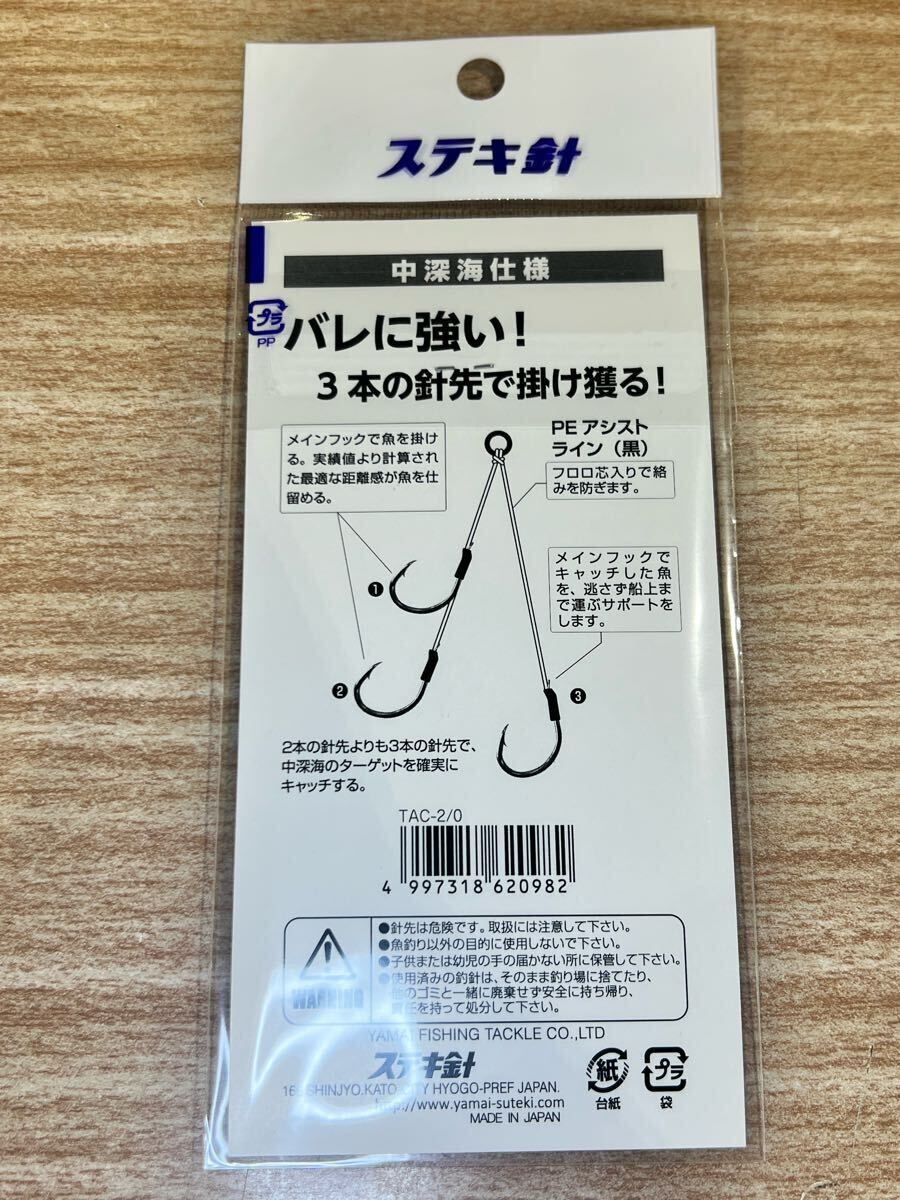 ステキ針
中深海仕様
プラ
PP
バレに強い!
3本の針先で掛け獲る!
メインフックで魚を掛け
る。実績値より計算され
た最適な距離感が魚を仕
留める。
PEアシスト
ライン(黒)
フロロ芯入りで絡
みを防ぎます。
メインフックで
キャッチした魚
を、逃さず船上ま
で運ぶサポートを
します。
1
2
3
2本の針先よりも3本の針先で、
中深海のターゲットを確実に
キャッチする。
TAC-2/0
4 997318 620982
WARNING
●針先は危険です。取扱には注意して下さい。
●魚釣り以外の目的に使用しないで下さい。
●子供または幼児の手の届かない所に保管して下さい。
●使用済みの釣針は、そのまま釣り場に捨てたり、
他のゴミと一緒に廃棄せず安全に持ち帰り、
責任を持って処分して下さい。
YAMAI FISHING TACKLE CO.,LTD
ステキ針
SHINJYO.KATO CITY HYOGO-PREF JAPAN.
http://www.yamai-suteki.com
MADE IN JAPAN
紙
台紙
プラ
袋